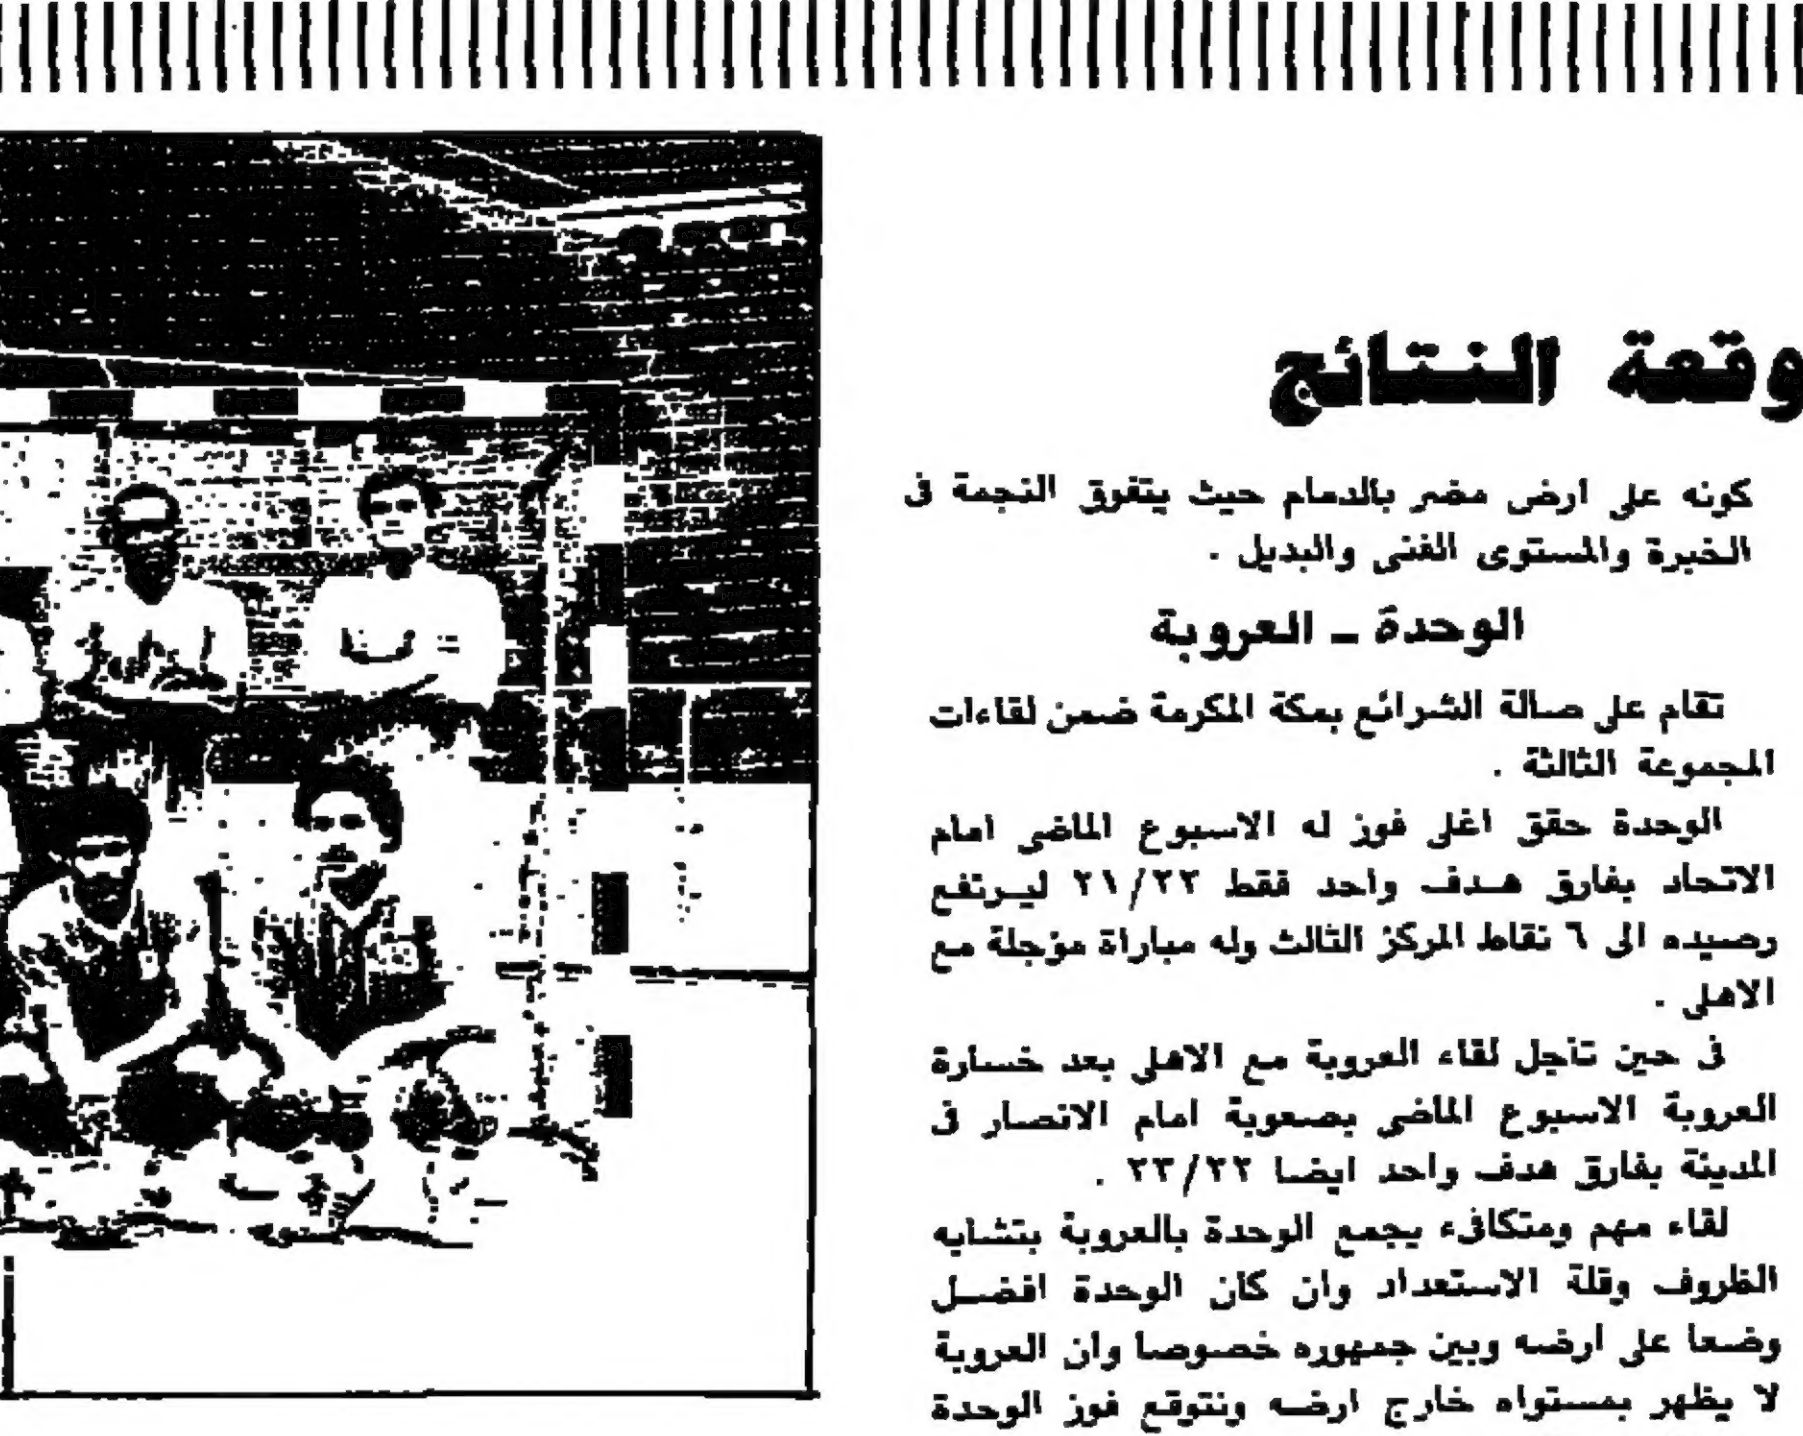 وقعة النتائج
كونه على ارض مضر بالدمام حيث يتفوق النجمة فى
الخبرة والمستوى الفنى والبديل .
الوحدة ــ العروبة
تقام على صالة الشرائع بمكة المكرمة ضمن لقاءات
المجموعة الثالثة .
الوحدة حقق اغلى فوز له الاسبوع الماضى امام
الاتحاد بفارق هدف واحد فقط ٢١/٢٢ ليرتفع
رصيده الى ٦ نقاط المركز الثالث وله مباراة مؤجلة مع
الاهلى .
فى حين تاجل لقاء العروبة مع الاهلى بعد خسارة
العروبة الاسبوع الماضى بصعوبة امام الانصار فى
المدينة بفارق هدف واحد ايضا ٢٣/٢٢ .
لقاء مهم ومتكافىء يجمع الوحدة بالعروبة بتشابه
الظروف وقلة الاستعداد وان كان الوحدة افضل
وضعا على ارضه وبين جمهوره خصوصا وان العروبة
لا يظهر بمستواه خارج ارضه ونتوقع فوز الوحدة